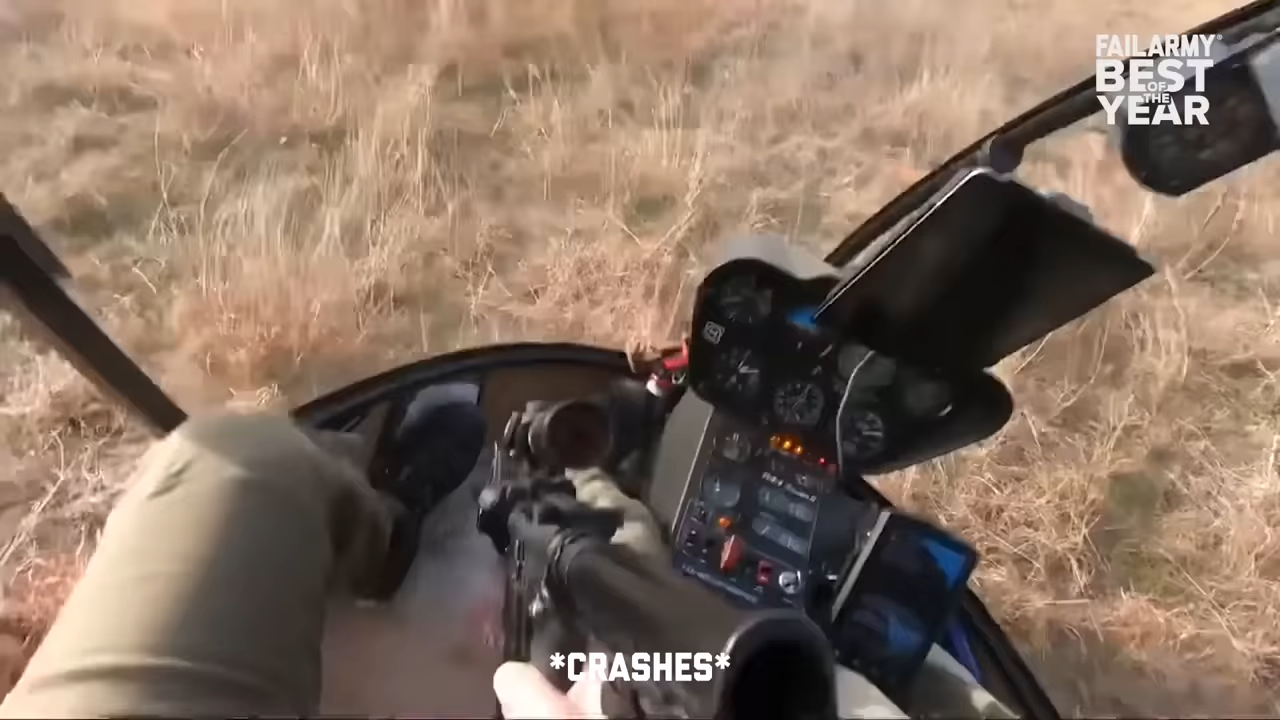 FAILARMY®
BEST
OF
THE
YEAR
*CRASHES*